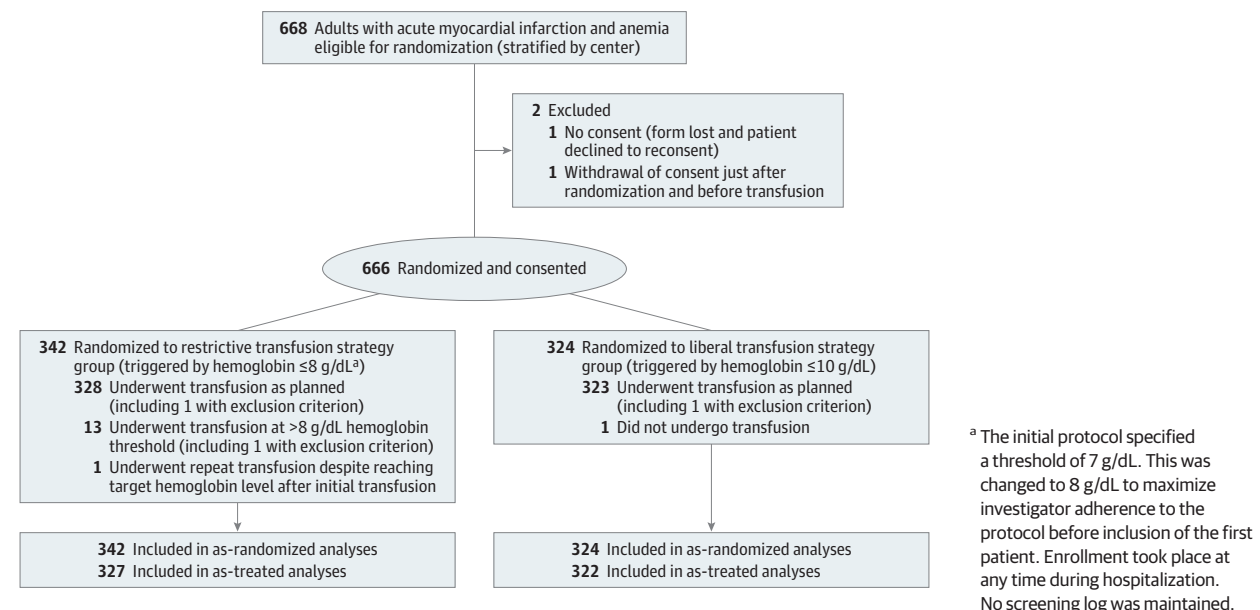 668 Adults with acute myocardial infarction and anemia
eligible for randomization (stratified by center)
2 Excluded
1 No consent (form lost and patient
declined to reconsent)
1 Withdrawal of consent just after
randomization and before transfusion
666 Randomized and consented
342 Randomized to restrictive transfusion strategy
group (triggered by hemoglobin ≤8 g/dLᵃ)
328 Underwent transfusion as planned
(including 1 with exclusion criterion)
13 Underwent transfusion at >8 g/dL hemoglobin
threshold (including 1 with exclusion criterion)
1 Underwent repeat transfusion despite reaching
target hemoglobin level after initial transfusion
324 Randomized to liberal transfusion strategy
group (triggered by hemoglobin ≤10 g/dL)
323 Underwent transfusion as planned
(including 1 with exclusion criterion)
1 Did not undergo transfusion
342 Included in as-randomized analyses
327 Included in as-treated analyses
324 Included in as-randomized analyses
322 Included in as-treated analyses
ᵃ The initial protocol specified
a threshold of 7 g/dL. This was
changed to 8 g/dL to maximize
investigator adherence to the
protocol before inclusion of the first
patient. Enrollment took place at
any time during hospitalization.
No screening log was maintained.